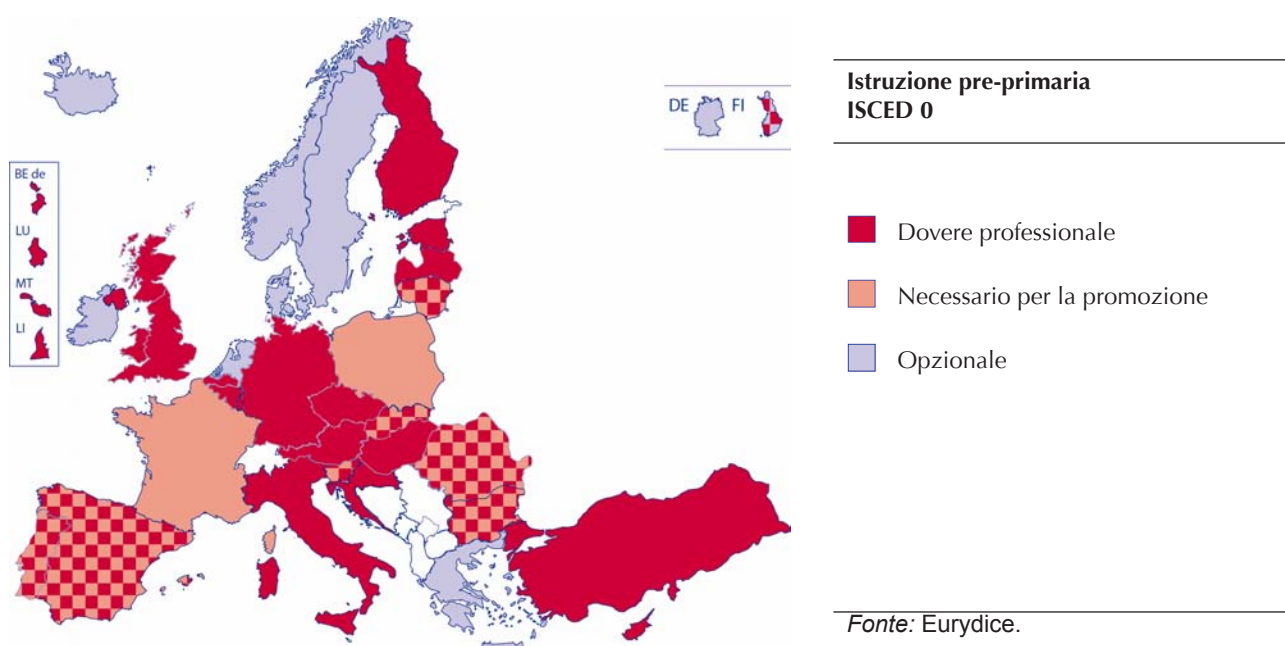 BE de
LU
MT
LI
DE FI
Istruzione pre-primaria
ISCED 0
Dovere professionale
Necessario per la promozione
Opzionale
Fonte: Eurydice.